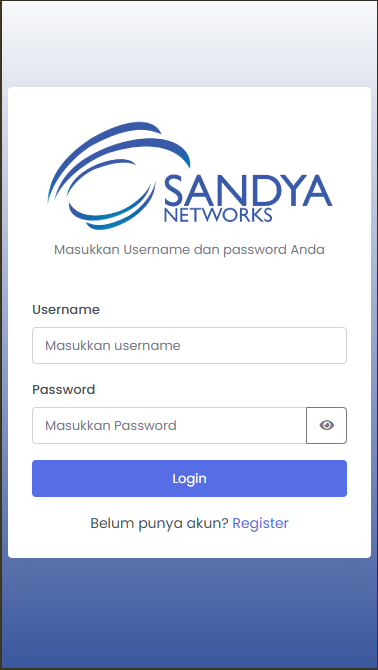 SANDYA
NETWORKS
Masukkan Username dan password Anda
Username
Masukkan username
Password
Masukkan Password
Login
Belum punya akun? Register